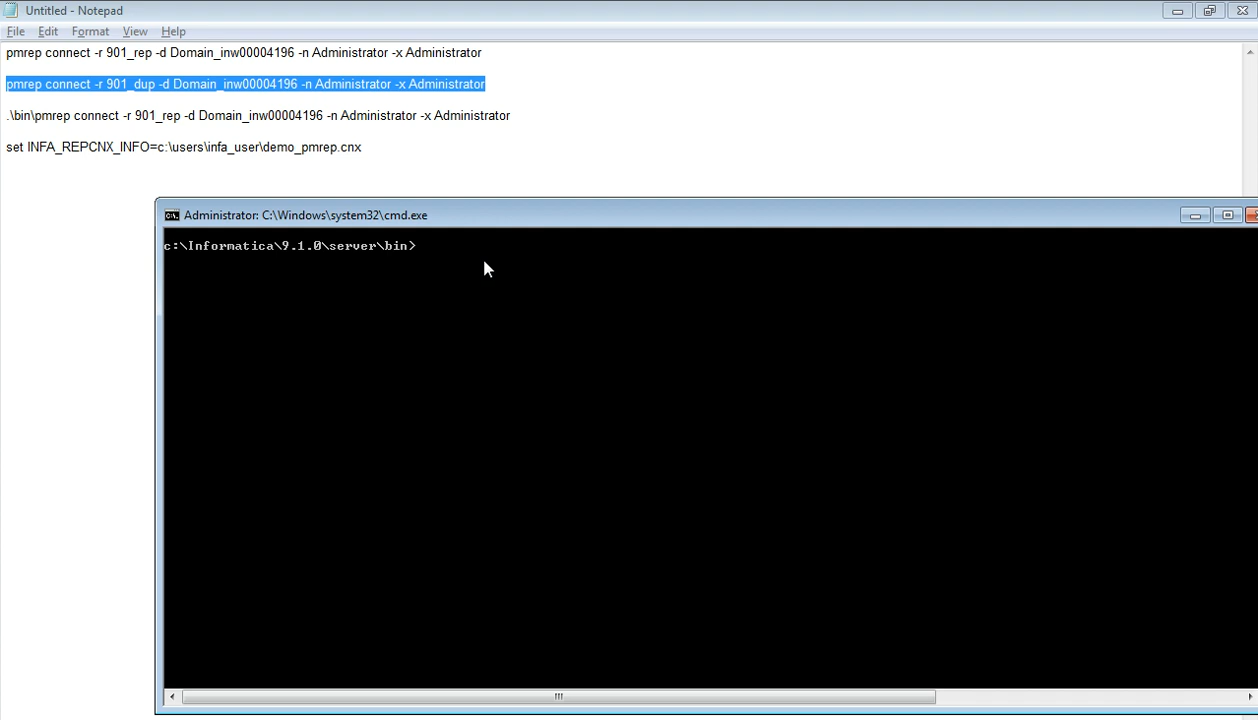 Untitled - Notepad
File Edit Format View Help
pmrep connect -r 901_rep -d Domain_inw00004196 -n Administrator -x Administrator
pmrep connect -r 901_dup -d Domain_inw00004196 -n Administrator -x Administrator
.\bin\pmrep connect -r 901_rep -d Domain_inw00004196 -n Administrator -x Administrator
set INFA_REPCNX_INFO=c:\users\infa_user\demo_pmrep.cnx
Administrator: C:\Windows\system32\cmd.exe
c:\Informatica\9.1.0\server\bin>